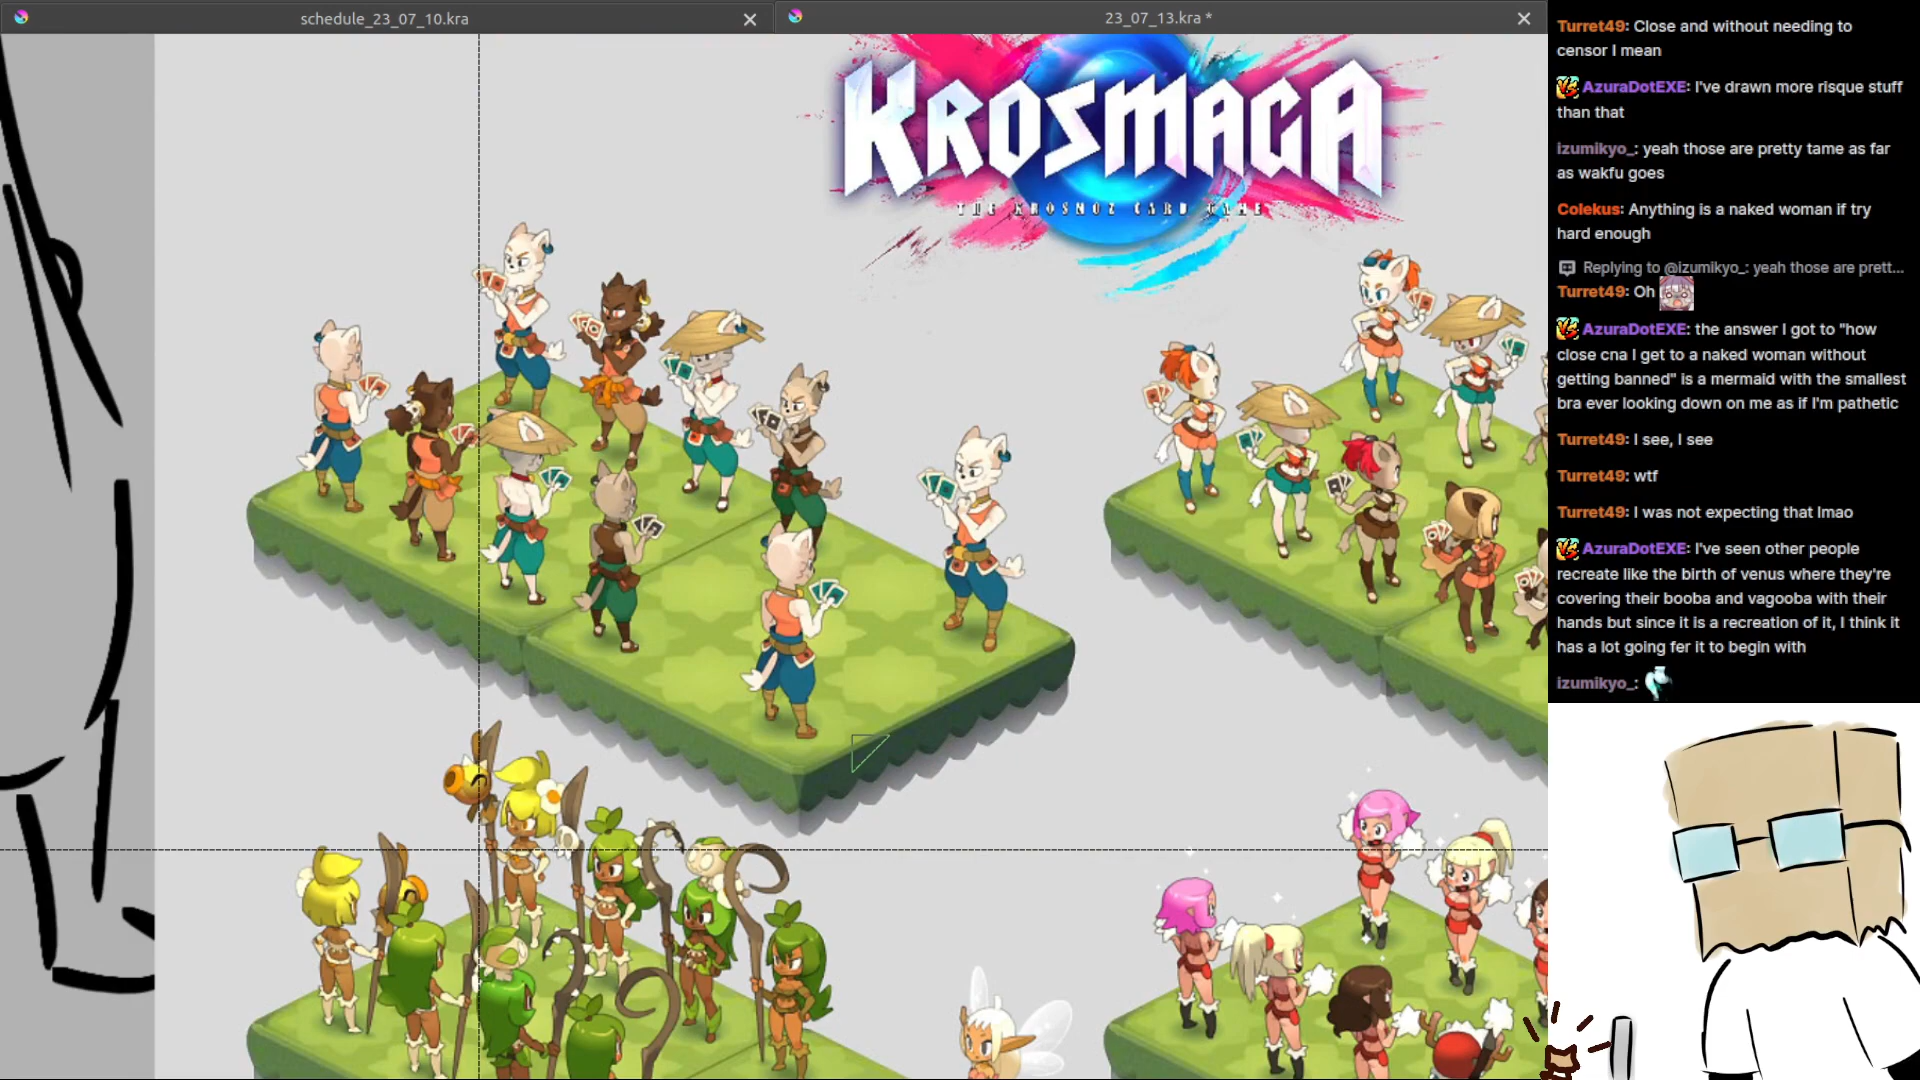 schedule_23_07_10.kra
23_07_13.kra *
KROSMAGA
THE KROSMOZ CARD GAME
Turret49: Close and without needing to
censor I mean
AzuraDotEXE: I've drawn more risque stuff
than that
izumikyo_: yeah those are pretty tame as far
as wakfu goes
Colekus: Anything is a naked woman if try
hard enough
Replying to @izumikyo_: yeah those are prett...
Turret49: Oh
AzuraDotEXE: the answer I got to "how
close cna I get to a naked woman without
getting banned" is a mermaid with the smallest
bra ever looking down on me as if I'm pathetic
Turret49: I see, I see
Turret49: wtf
Turret49: I was not expecting that lmao
AzuraDotEXE: I've seen other people
recreate like the birth of venus where they're
covering their booba and vagooba with their
hands but since it is a recreation of it, I think it
has a lot going fer it to begin with
izumikyo_: